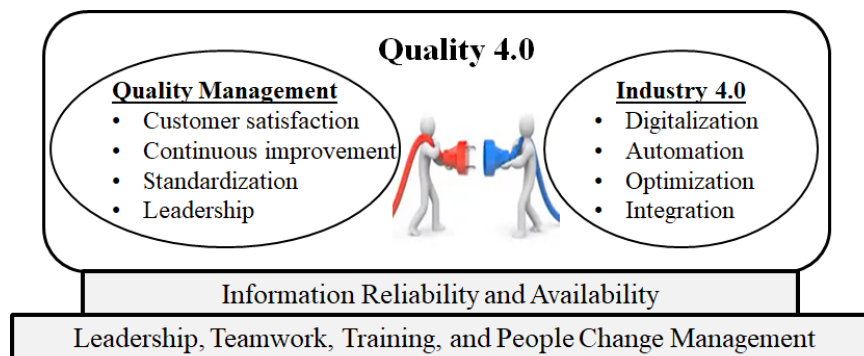 Quality 4.0
Quality Management
• Customer satisfaction
• Continuous improvement
• Standardization
• Leadership
Industry 4.0
• Digitalization
• Automation
• Optimization
• Integration
Information Reliability and Availability
Leadership, Teamwork, Training, and People Change Management